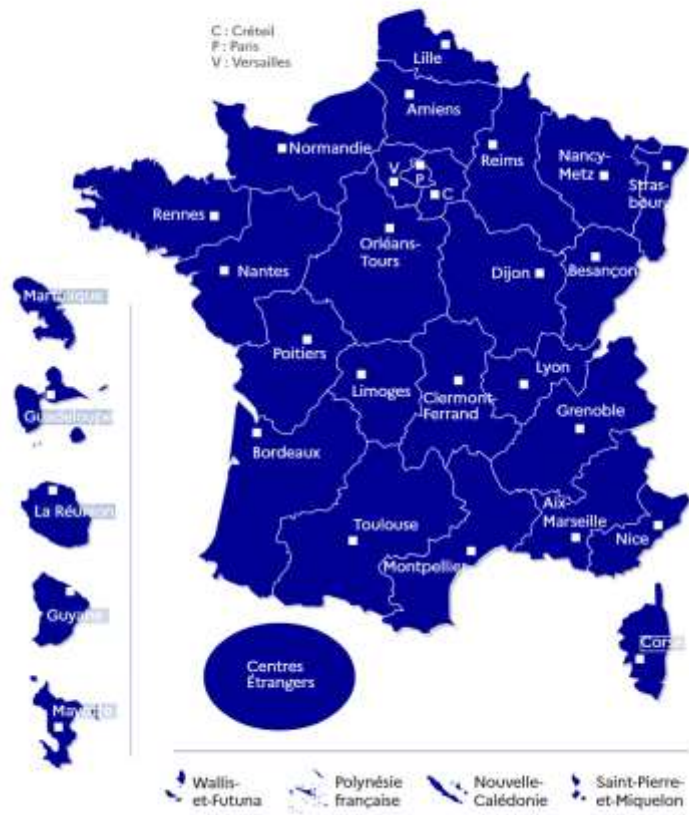 C : Créteil
P : Paris
V : Versailles
Lille
Amiens
Normandie
Reims
Nancy-
Metz
Stras-
bourg
V
P
C
Rennes
Orléans-
Tours
Nantes
Dijon
Besançon
Martinique
Poitiers
Limoges
Clermont-
Ferrand
Lyon
Grenoble
Guadeloupe
Bordeaux
La Réunion
Toulouse
Aix-
Marseille
Nice
Montpellier
Guyane
Corse
Centres
Étrangers
Mayotte
Wallis-
et-Futuna
Polynésie
française
Nouvelle-
Calédonie
Saint-Pierre-
et-Miquelon